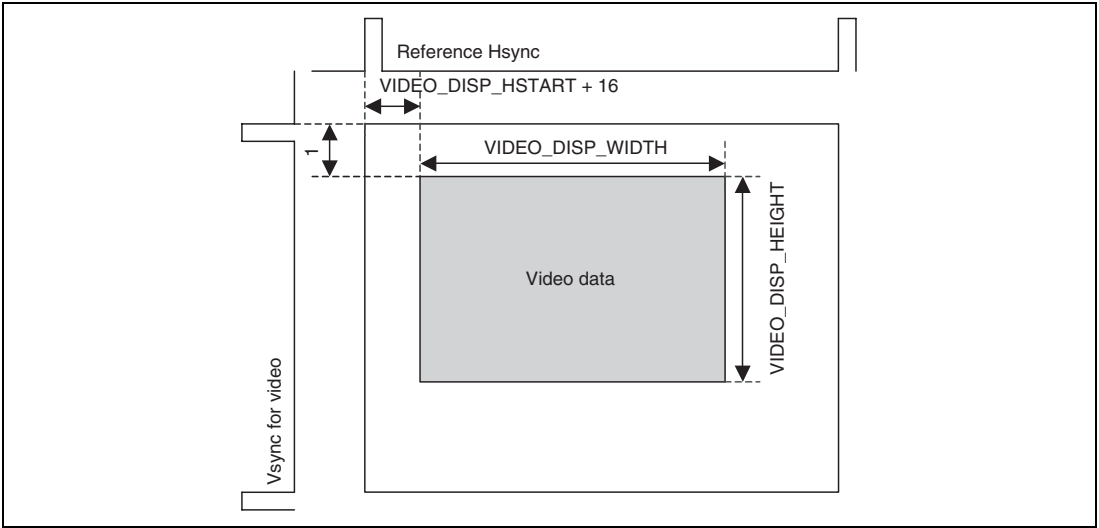 Reference Hsync
VIDEO_DISP_HSTART + 16
1
VIDEO_DISP_WIDTH
VIDEO_DISP_HEIGHT
Video data
Vsync for video